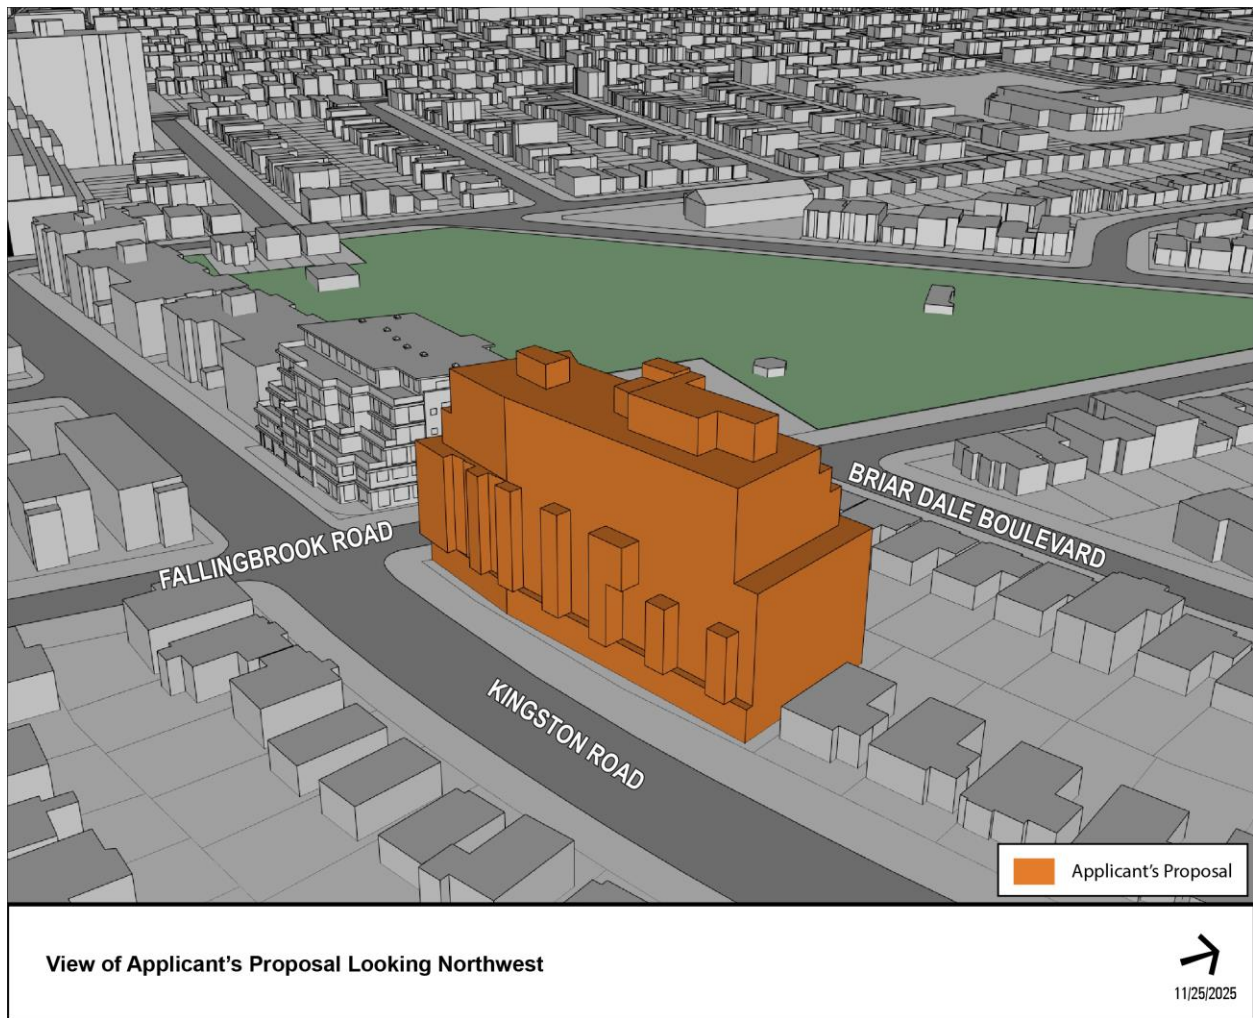 BRIAR DALE BOULEVARD
FALLINGBROOK ROAD
KINGSTON ROAD
Applicant's Proposal
View of Applicant's Proposal Looking Northwest
11/25/2025